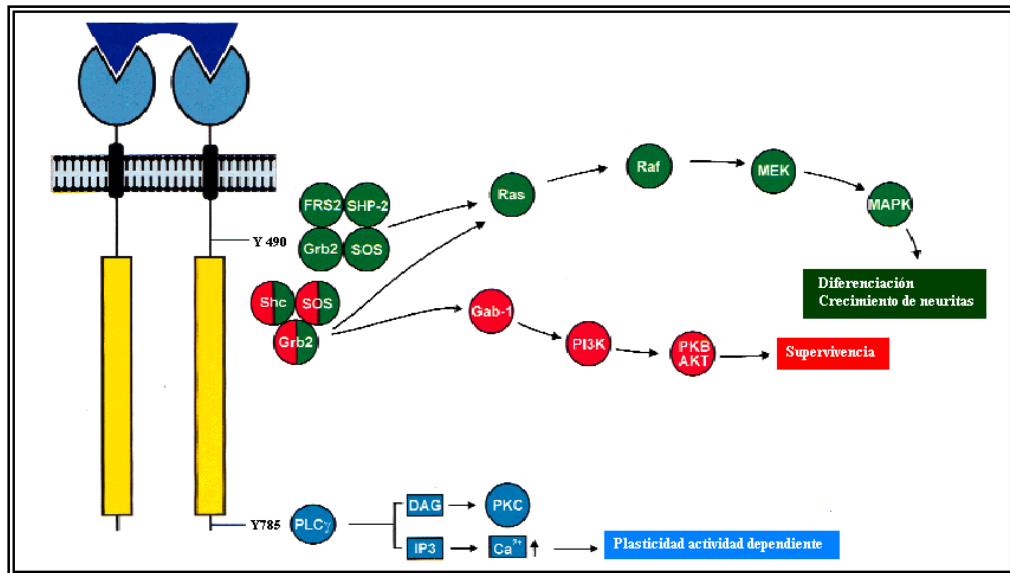 FRS2
SHP-2
Grb2
SOS
Y 490
Ras
Raf
MEK
MAPK
Diferenciación
Crecimiento de neuritas
Shc
SOS
Grb2
Gab-1
PI3K
PKB
AKT
Supervivencia
Y785
PLCγ
DAG
PKC
IP3
Ca²⁺
Plasticidad actividad dependiente